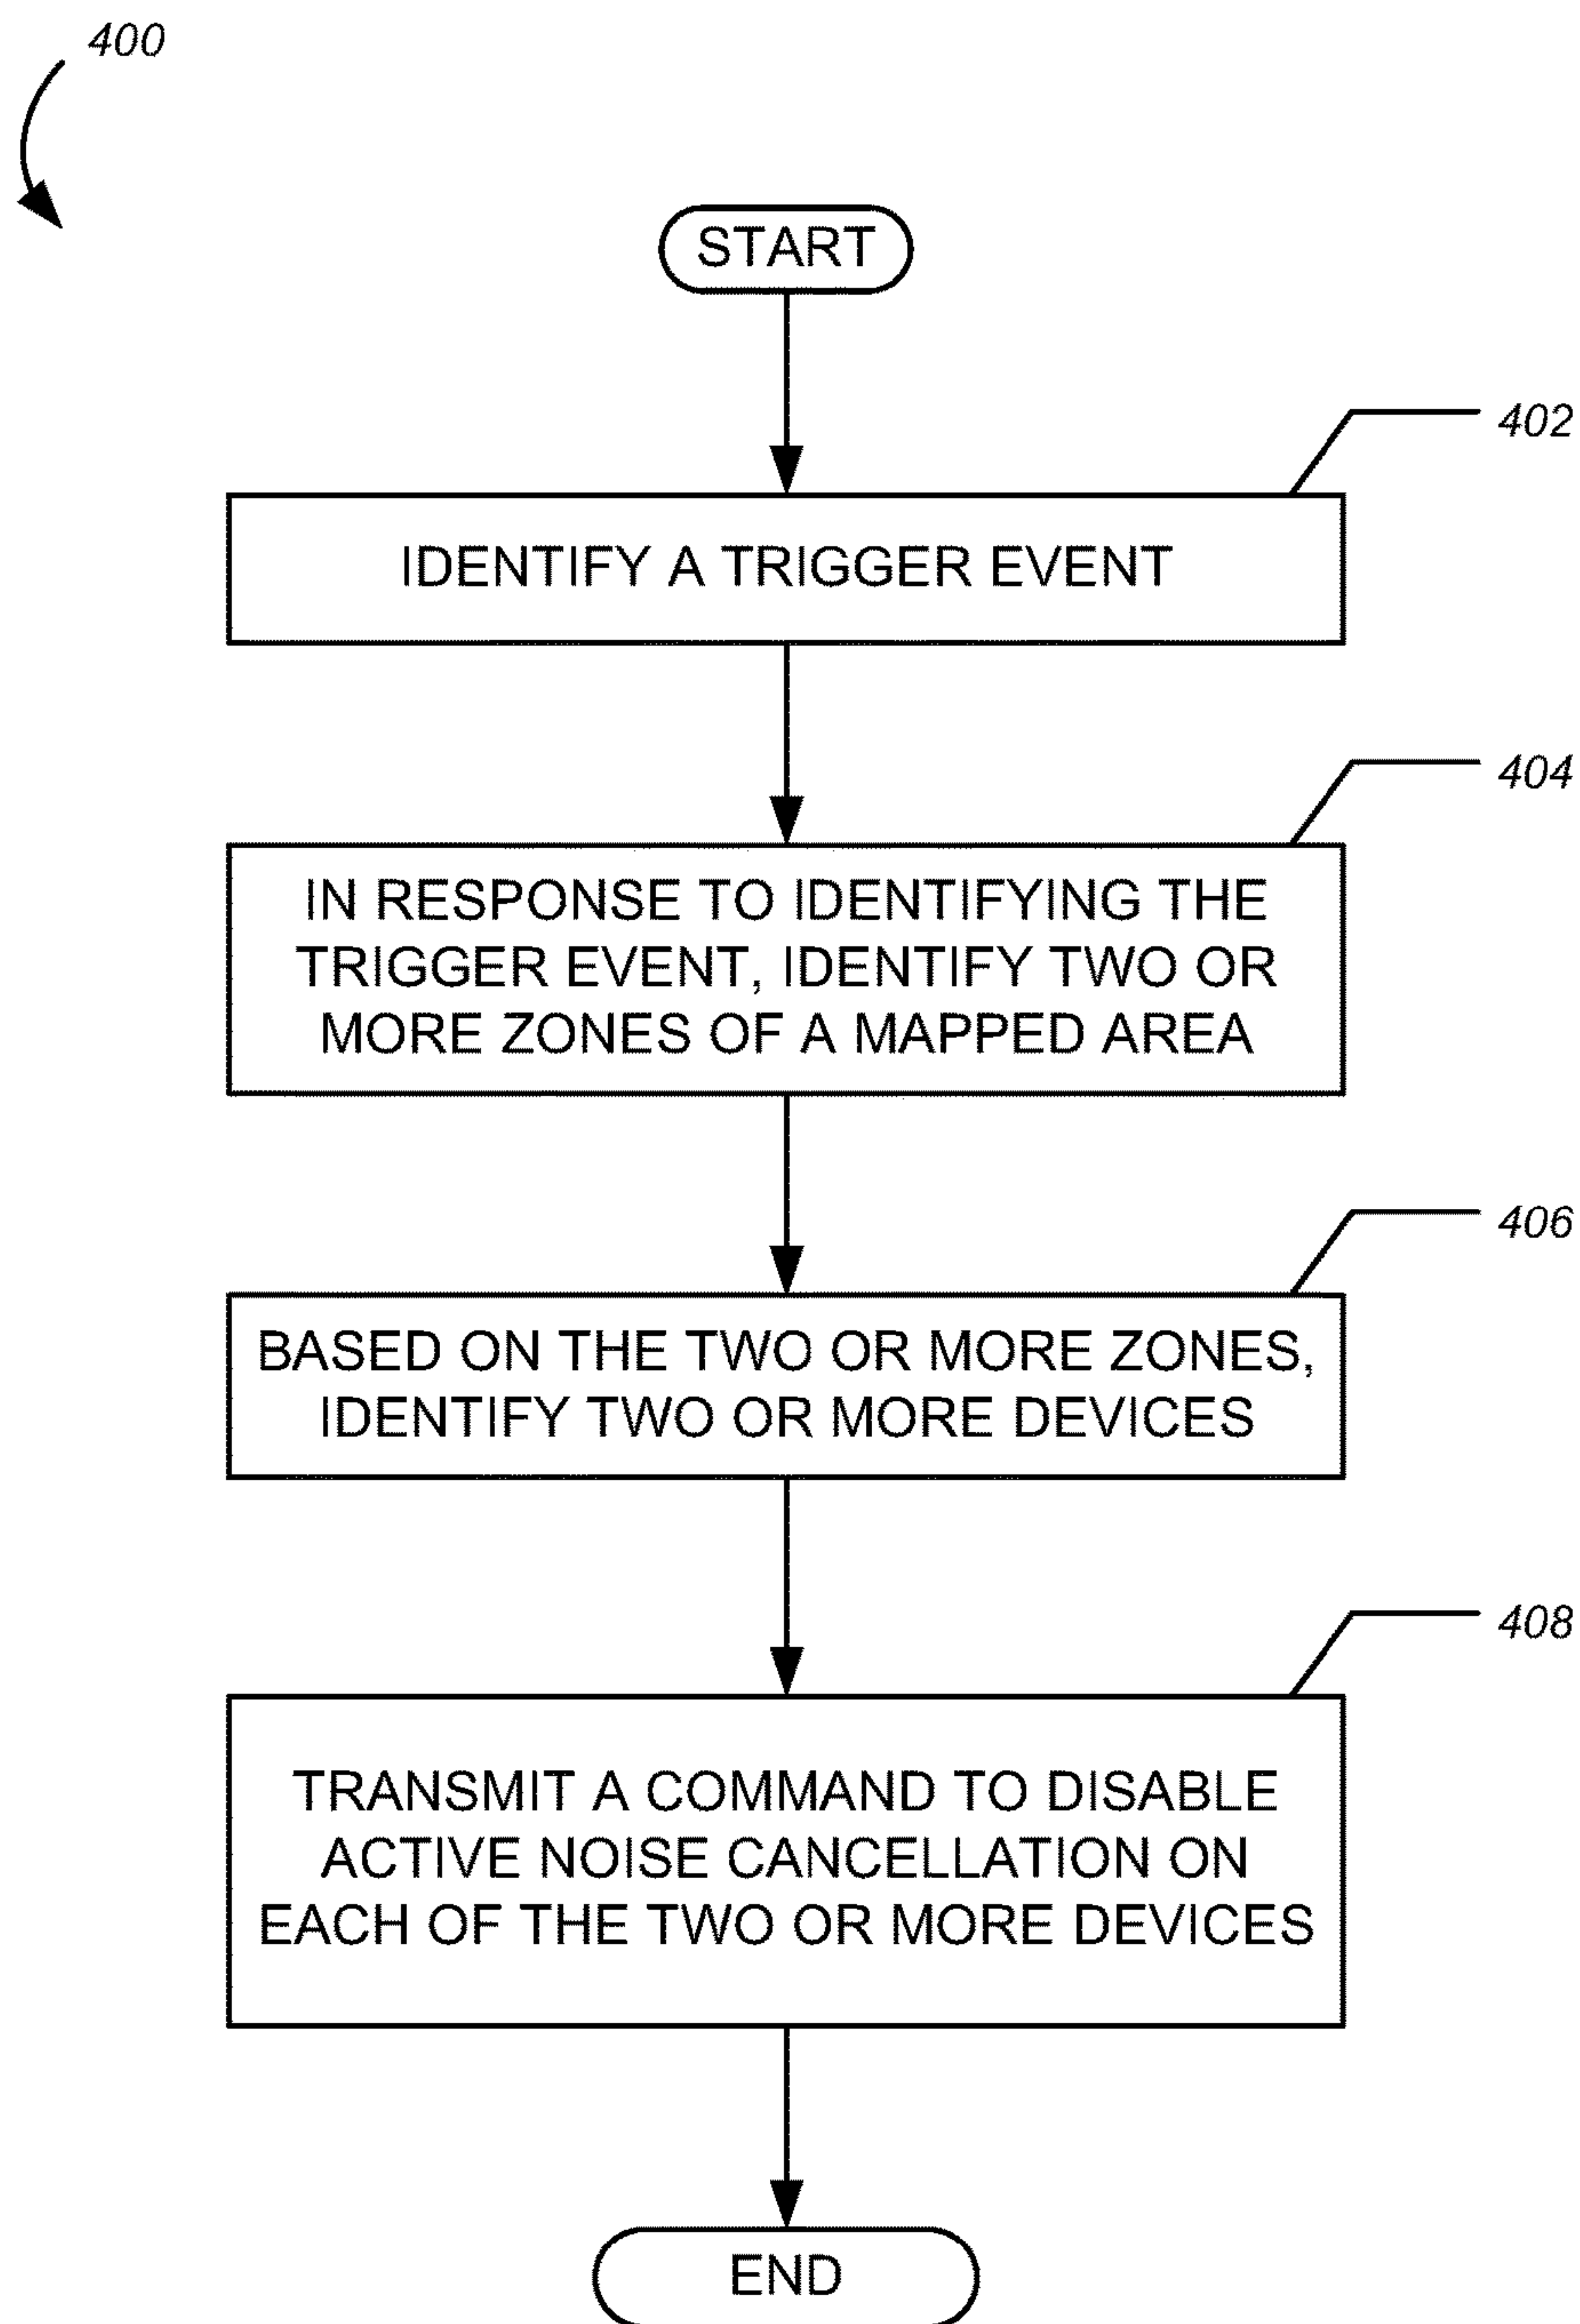 400
START
402
IDENTIFY A TRIGGER EVENT
404
IN RESPONSE TO IDENTIFYING THE
TRIGGER EVENT, IDENTIFY TWO OR
MORE ZONES OF A MAPPED AREA
406
BASED ON THE TWO OR MORE ZONES,
IDENTIFY TWO OR MORE DEVICES
408
TRANSMIT A COMMAND TO DISABLE
ACTIVE NOISE CANCELLATION ON
EACH OF THE TWO OR MORE DEVICES
END